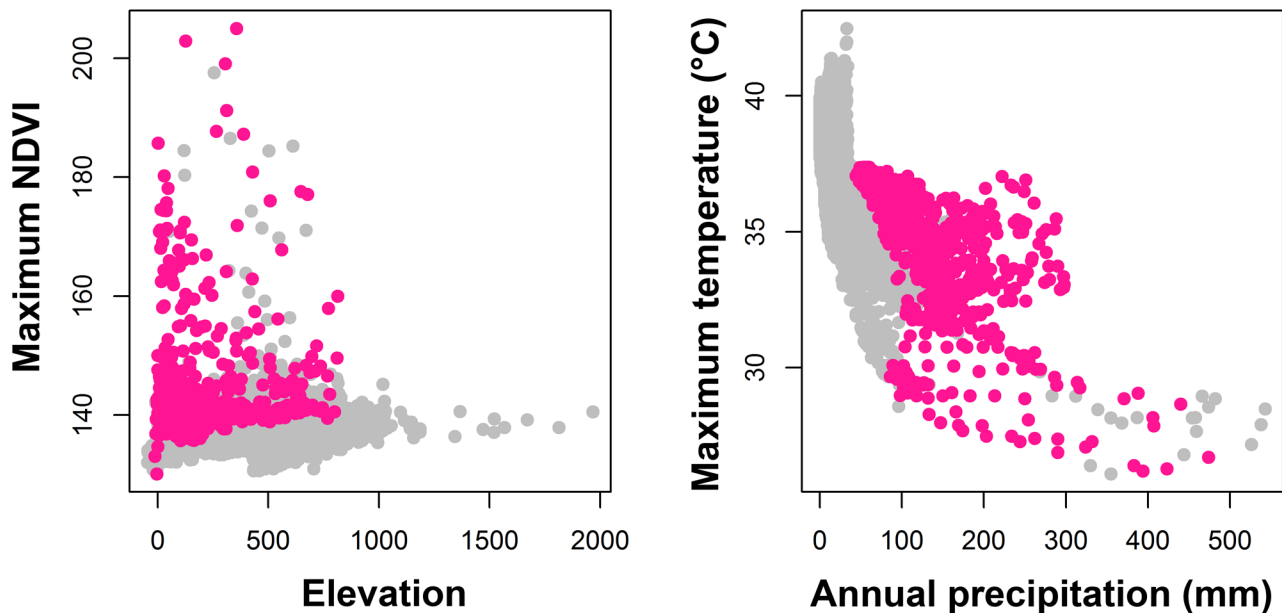 Maximum NDVI
200
180
160
140
0 500 1000 1500 2000
Elevation
Maximum temperature (°C)
40
35
30
0 100 200 300 400 500
Annual precipitation (mm)